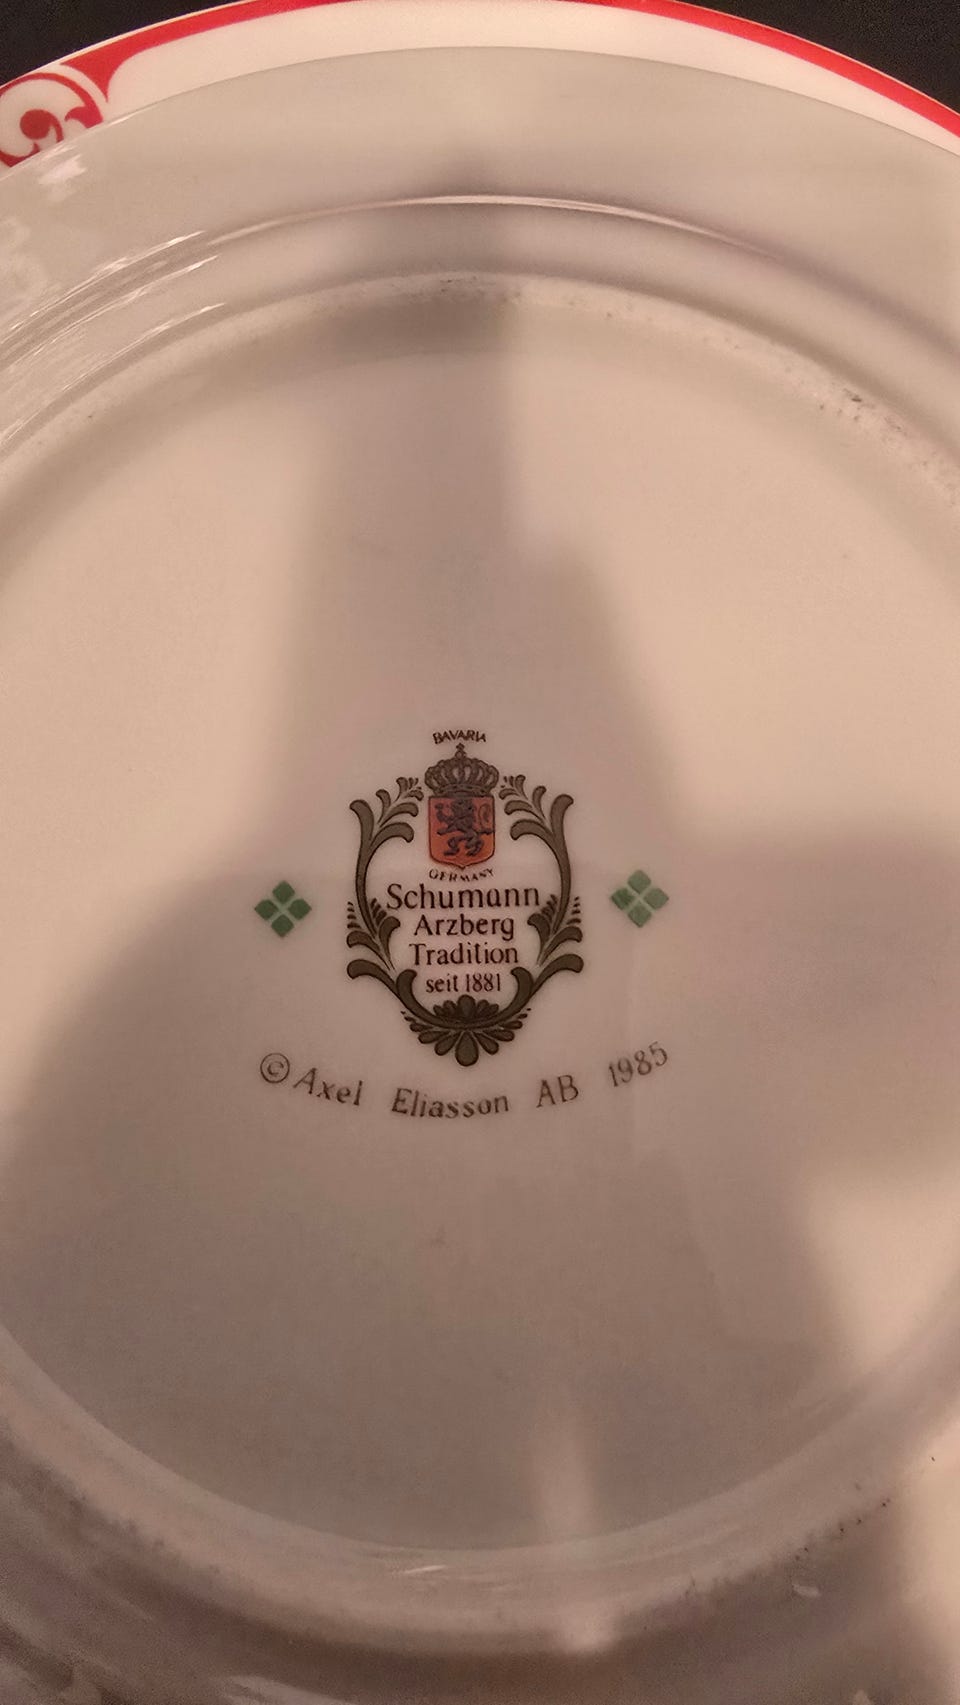 BAVARIA
GERMANY
Schumann
Arzberg
Tradition
seit 1881
© Axel Eliasson AB 1985